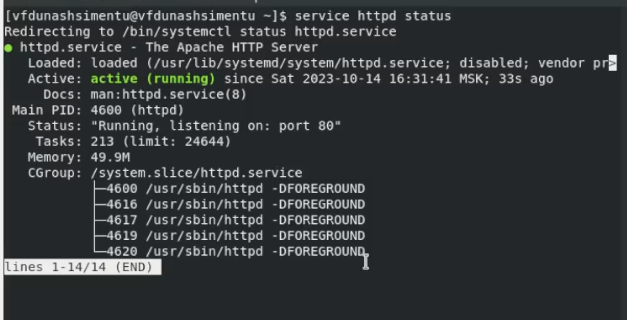 [vfdunashsimentu@vfdunashsimentu ~]$ service httpd status
Redirecting to /bin/systemctl status httpd.service
● httpd.service - The Apache HTTP Server
   Loaded: loaded (/usr/lib/systemd/system/httpd.service; disabled; vendor pr>
   Active: active (running) since Sat 2023-10-14 16:31:41 MSK; 33s ago
     Docs: man:httpd.service(8)
 Main PID: 4600 (httpd)
   Status: "Running, listening on: port 80"
    Tasks: 213 (limit: 24644)
   Memory: 49.9M
   CGroup: /system.slice/httpd.service
           ├─4600 /usr/sbin/httpd -DFOREGROUND
           ├─4616 /usr/sbin/httpd -DFOREGROUND
           ├─4617 /usr/sbin/httpd -DFOREGROUND
           ├─4619 /usr/sbin/httpd -DFOREGROUND
           └─4620 /usr/sbin/httpd -DFOREGROUND
lines 1-14/14 (END)